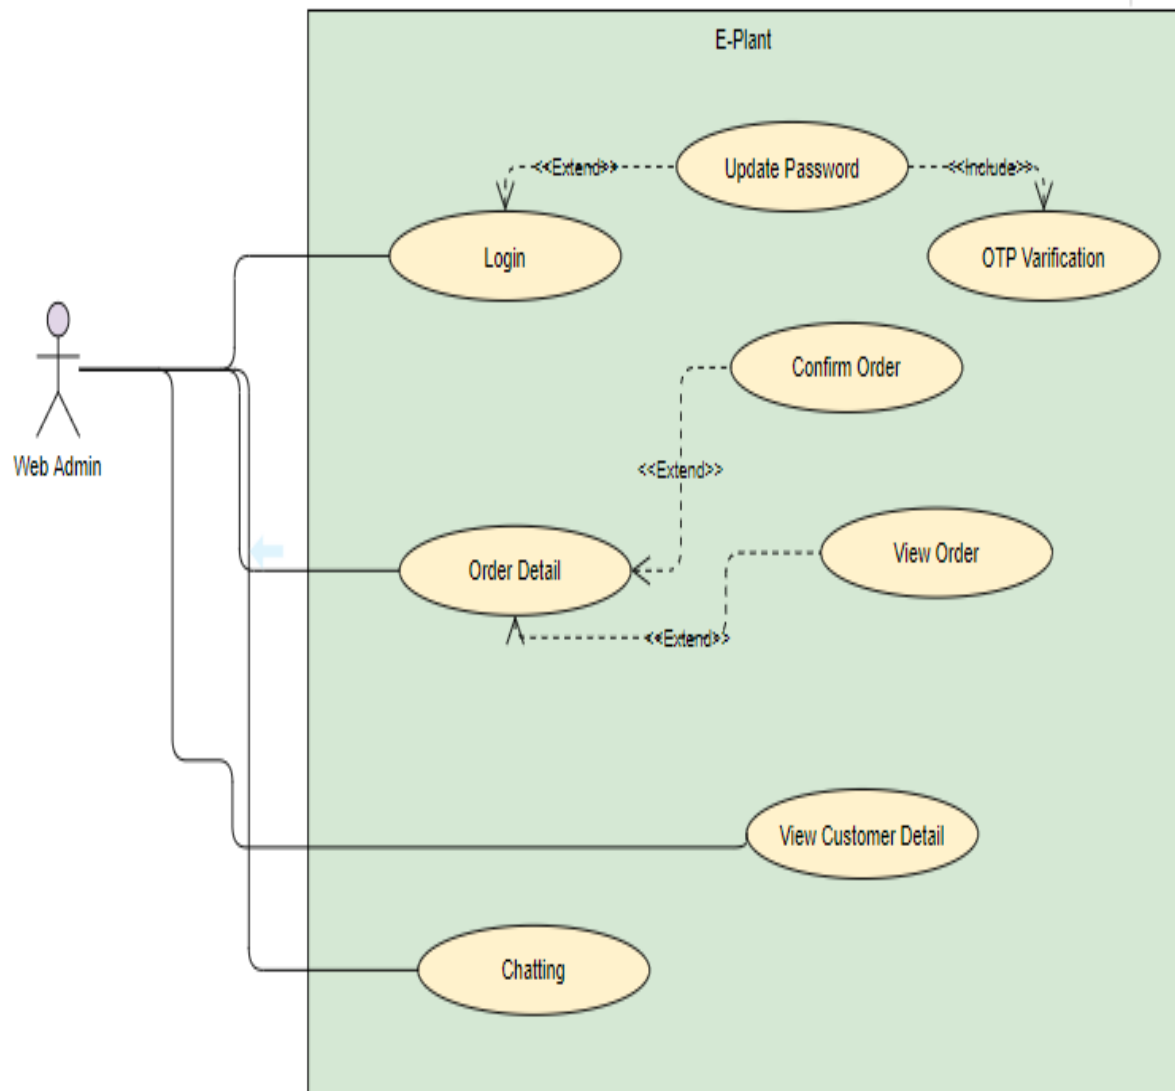 E-Plant
<<Extend>>
Update Password
<<Include>>
Login
OTP Varification
Confirm Order
Web Admin
<<Extend>>
Order Detail
View Order
<<Extend>>
View Customer Detail
Chatting